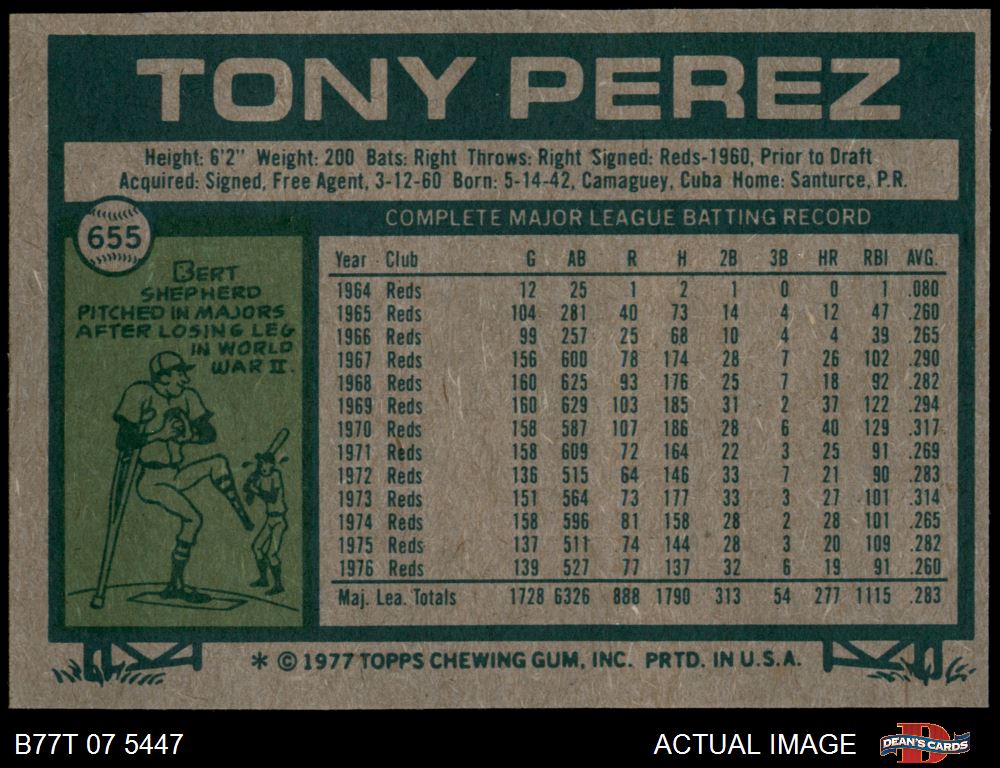 TONY PEREZ
Height: 6'2" Weight: 200 Bats: Right Throws: Right Signed: Reds-1960, Prior to Draft
Acquired: Signed, Free Agent, 3-12-60 Born: 5-14-42, Camaguey, Cuba Home: Santurce, P.R.
655
BERT
SHEPHERD
PITCHED IN MAJORS
AFTER LOSING LEG
IN WORLD
WAR II.
COMPLETE MAJOR LEAGUE BATTING RECORD
Year Club G AB R H 2B 3B HR RBI AVG.
1964 Reds 12 25 1 2 1 0 0 1 .080
1965 Reds 104 281 40 73 14 4 12 47 .260
1966 Reds 99 257 25 68 10 4 4 39 .265
1967 Reds 156 600 78 174 28 7 26 102 .290
1968 Reds 160 625 93 176 25 7 18 92 .282
1969 Reds 160 629 103 185 31 2 37 122 .294
1970 Reds 158 587 107 186 28 6 40 129 .317
1971 Reds 158 609 72 164 22 3 25 91 .269
1972 Reds 136 515 64 146 33 7 21 90 .283
1973 Reds 151 564 73 177 33 3 27 101 .314
1974 Reds 158 596 81 158 28 2 28 101 .265
1975 Reds 137 511 74 144 28 3 20 109 .282
1976 Reds 139 527 77 137 32 6 19 91 .260
Maj. Lea. Totals 1728 6326 888 1790 313 54 277 1115 .283
* © 1977 TOPPS CHEWING GUM, INC. PRTD. IN U.S.A.
B77T 07 5447
ACTUAL IMAGE
D
DEAN'S CARDS